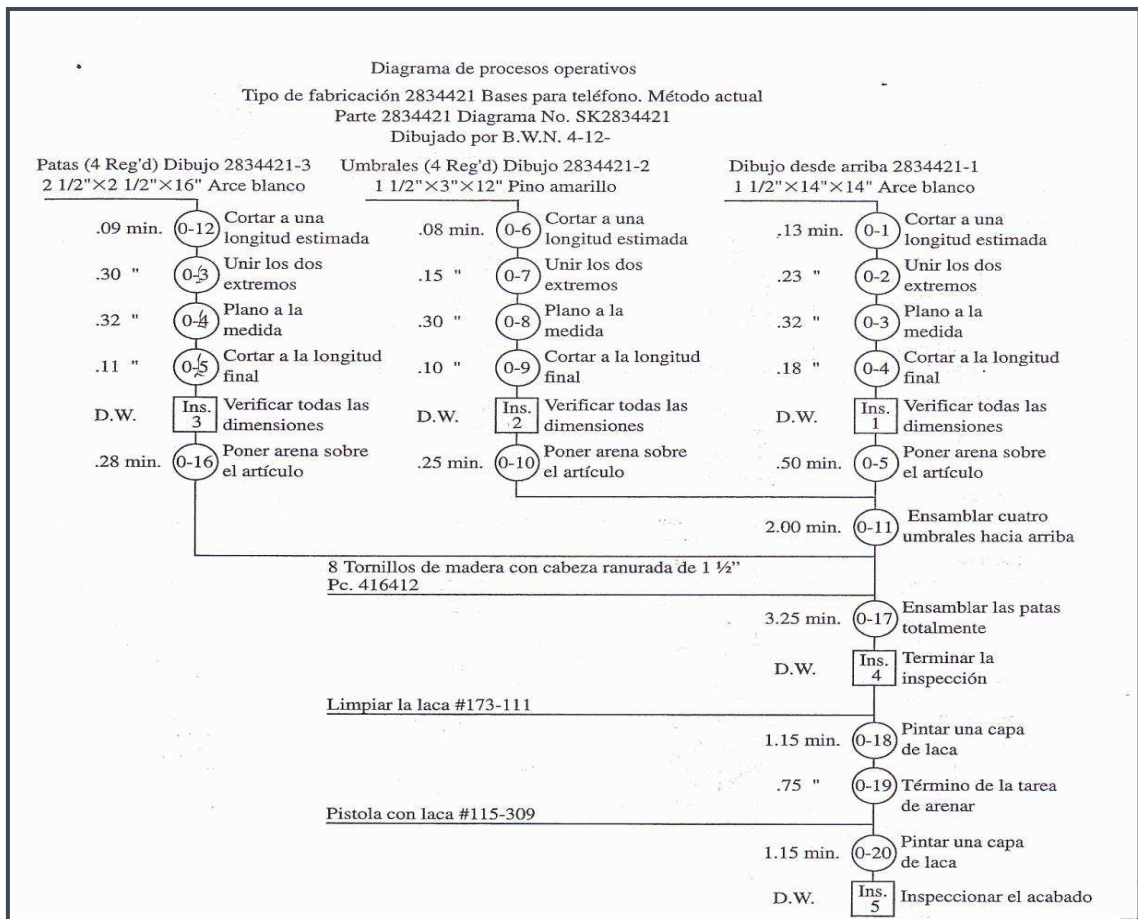 Diagrama de procesos operativos
Tipo de fabricación 2834421 Bases para teléfono. Método actual
Parte 2834421 Diagrama No. SK2834421
Dibujado por B.W.N. 4-12-
Patas (4 Reg'd) Dibujo 2834421-3
2 1/2"×2 1/2"×16" Arce blanco
.09 min. 0-12 Cortar a una
longitud estimada
.30 " 0-3 Unir los dos
extremos
.32 " 0-4 Plano a la
medida
.11 " 0-5 Cortar a la longitud
final
D.W. Ins. 3 Verificar todas las
dimensiones
.28 min. 0-16 Poner arena sobre
el artículo
Umbrales (4 Reg'd) Dibujo 2834421-2
1 1/2"×3"×12" Pino amarillo
.08 min. 0-6 Cortar a una
longitud estimada
.15 " 0-7 Unir los dos
extremos
.30 " 0-8 Plano a la
medida
.10 " 0-9 Cortar a la longitud
final
D.W. Ins. 2 Verificar todas las
dimensiones
.25 min. 0-10 Poner arena sobre
el artículo
Dibujo desde arriba 2834421-1
1 1/2"×14"×14" Arce blanco
.13 min. 0-1 Cortar a una
longitud estimada
.23 " 0-2 Unir los dos
extremos
.32 " 0-3 Plano a la
medida
.18 " 0-4 Cortar a la longitud
final
D.W. Ins. 1 Verificar todas las
dimensiones
.50 min. 0-5 Poner arena sobre
el artículo
2.00 min. 0-11 Ensamblar cuatro
umbrales hacia arriba
8 Tornillos de madera con cabeza ranurada de 1 ½”
Pc. 416412
3.25 min. 0-17 Ensamblar las patas
totalmente
D.W. Ins. 4 Terminar la
inspección
Limpiar la laca #173-111
1.15 min. 0-18 Pintar una capa
de laca
.75 " 0-19 Término de la tarea
de arenar
Pistola con laca #115-309
1.15 min. 0-20 Pintar una capa
de laca
D.W. Ins. 5 Inspeccionar el acabado